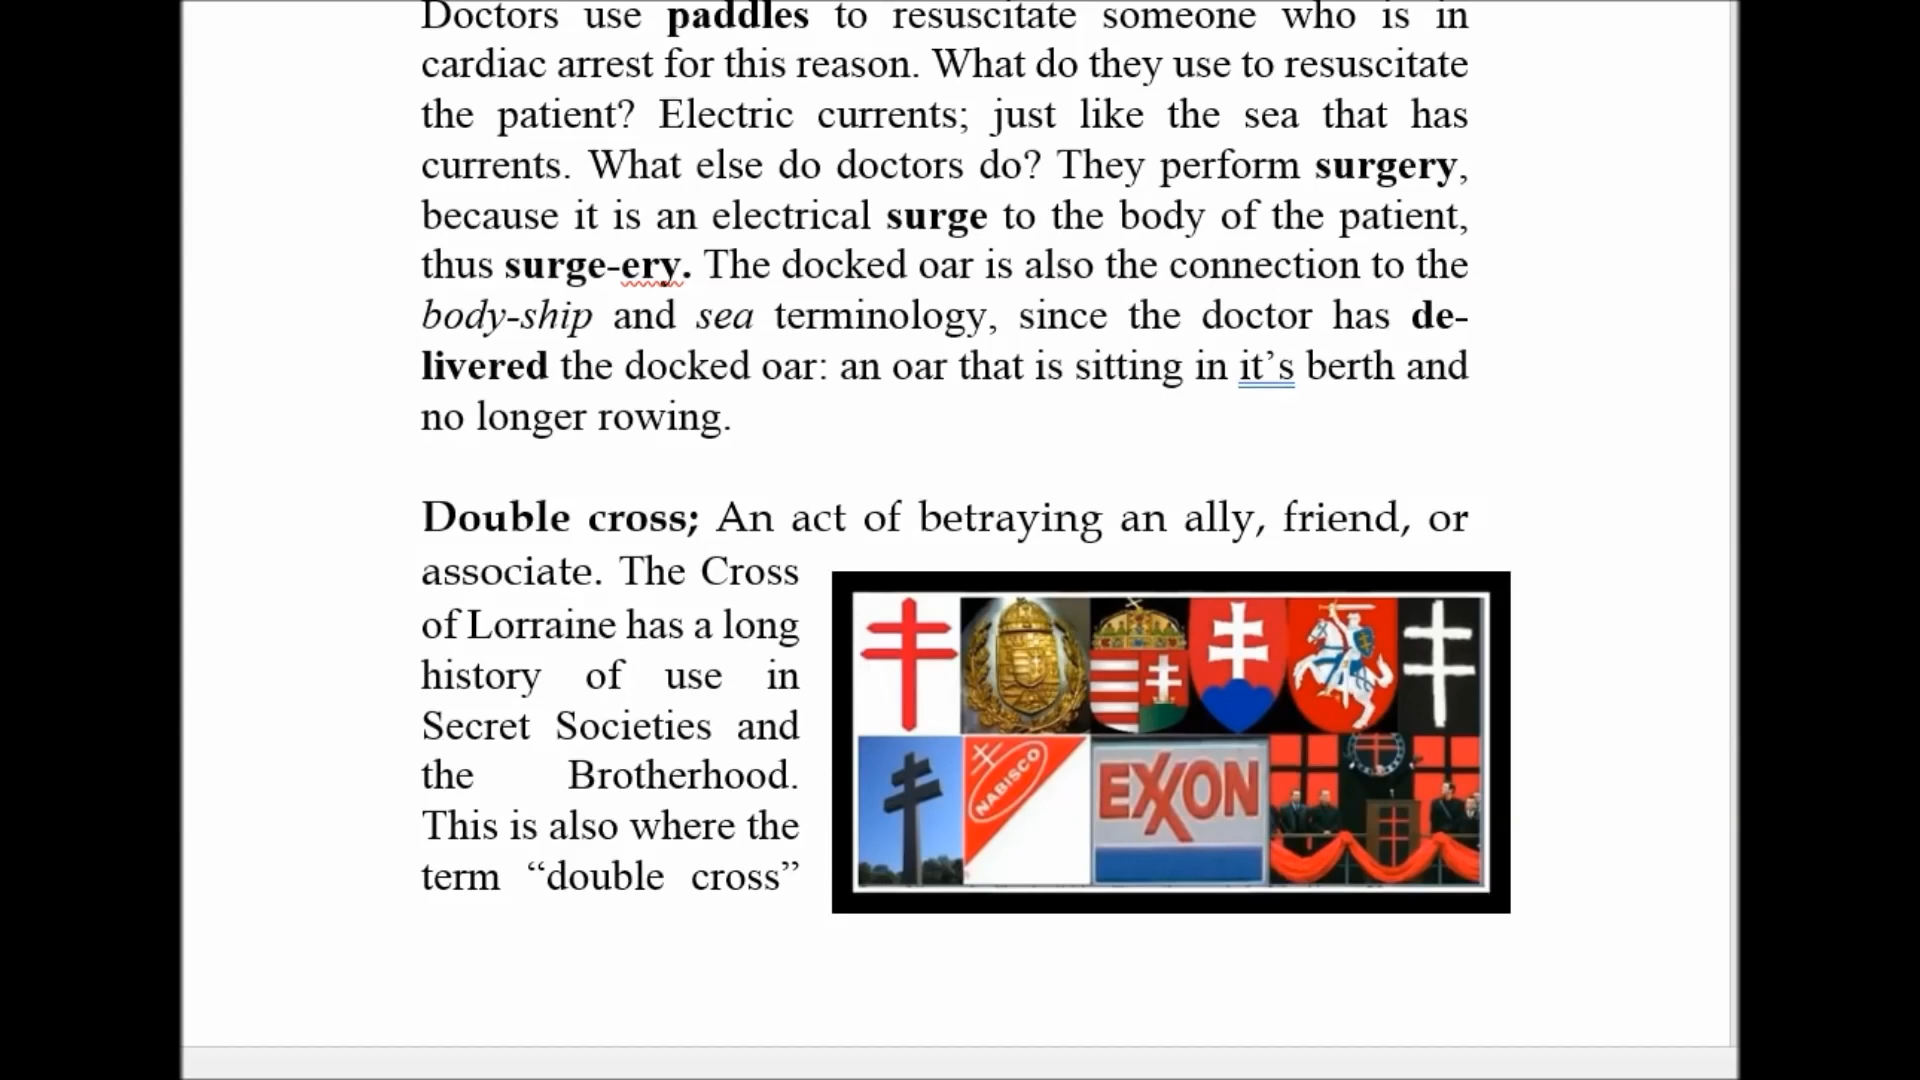 Doctors use paddles to resuscitate someone who is in
cardiac arrest for this reason. What do they use to resuscitate
the patient? Electric currents; just like the sea that has
currents. What else do doctors do? They perform surgery,
because it is an electrical surge to the body of the patient,
thus surge-ery. The docked oar is also the connection to the
body-ship and sea terminology, since the doctor has de-
livered the docked oar: an oar that is sitting in it’s berth and
no longer rowing.
Double cross; An act of betraying an ally, friend, or
associate. The Cross
of Lorraine has a long
history of use in
Secret Societies and
the Brotherhood.
This is also where the
term “double cross”
NABISCO
EXXON